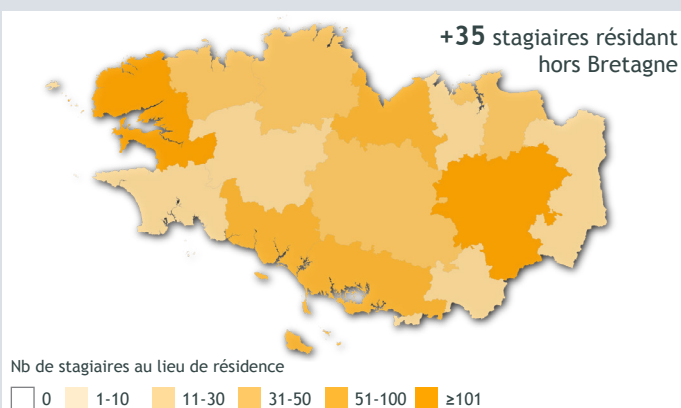 +35 stagiaires résidant
hors Bretagne
Nb de stagiaires au lieu de résidence
0 1-10 11-30 31-50 51-100 ≥101